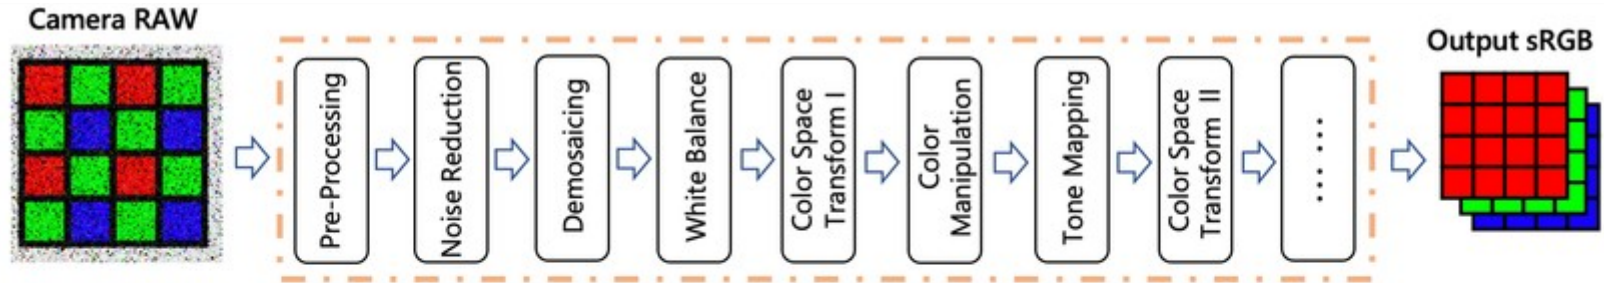 Camera RAW
Pre-Processing
Noise Reduction
Demosaicing
White Balance
Color Space
Transform I
Color
Manipulation
Tone Mapping
Color Space
Transform II
... ...
Output sRGB